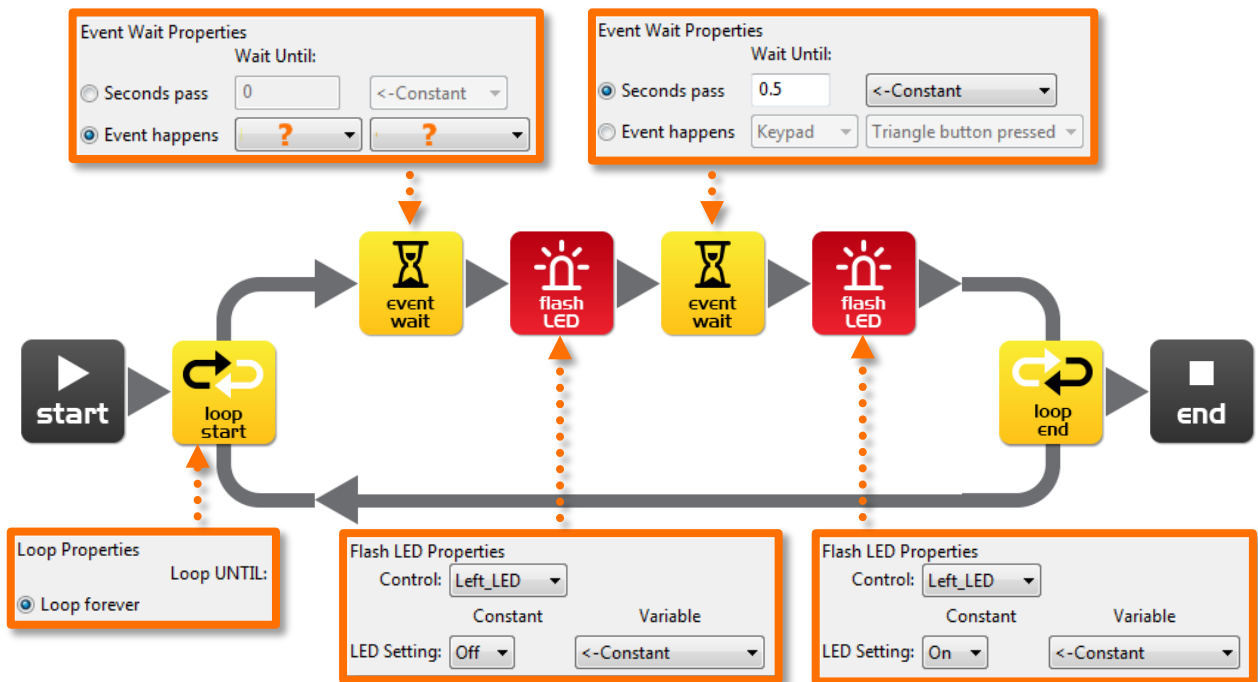 Event Wait Properties
Wait Until:
Seconds pass 0 <-Constant
Event happens ? ?
Event Wait Properties
Wait Until:
Seconds pass 0.5 <-Constant
Event happens Keypad Triangle button pressed
event
wait
flash
LED
event
wait
flash
LED
start
loop
start
loop
end
end
Loop Properties
Loop UNTIL:
Loop forever
Flash LED Properties
Control: Left_LED
Constant Variable
LED Setting: Off <-Constant
Flash LED Properties
Control: Left_LED
Constant Variable
LED Setting: On <-Constant